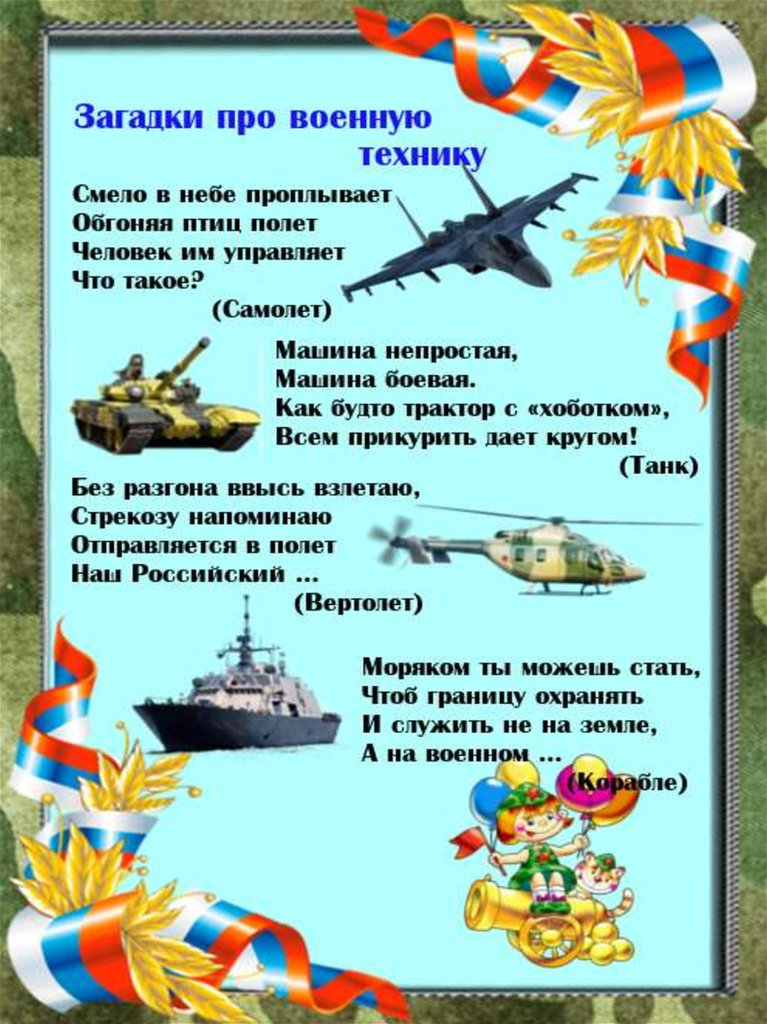 Загадки про военную
технику
Смело в небе проплывает
Обгоняя птиц полет
Человек им управляет
Что такое?
(Самолет)
Машина непростая,
Машина боевая.
Как будто трактор с «хоботком»,
Всем прикурить дает кругом!
(Танк)
Без разгона ввысь взлетаю,
Стрекозу напоминаю
Отправляется в полет
Наш Российский ...
(Вертолет)
Моряком ты можешь стать,
Чтоб границу охранять
И служить не на земле,
А на военном ...
(Корабле)